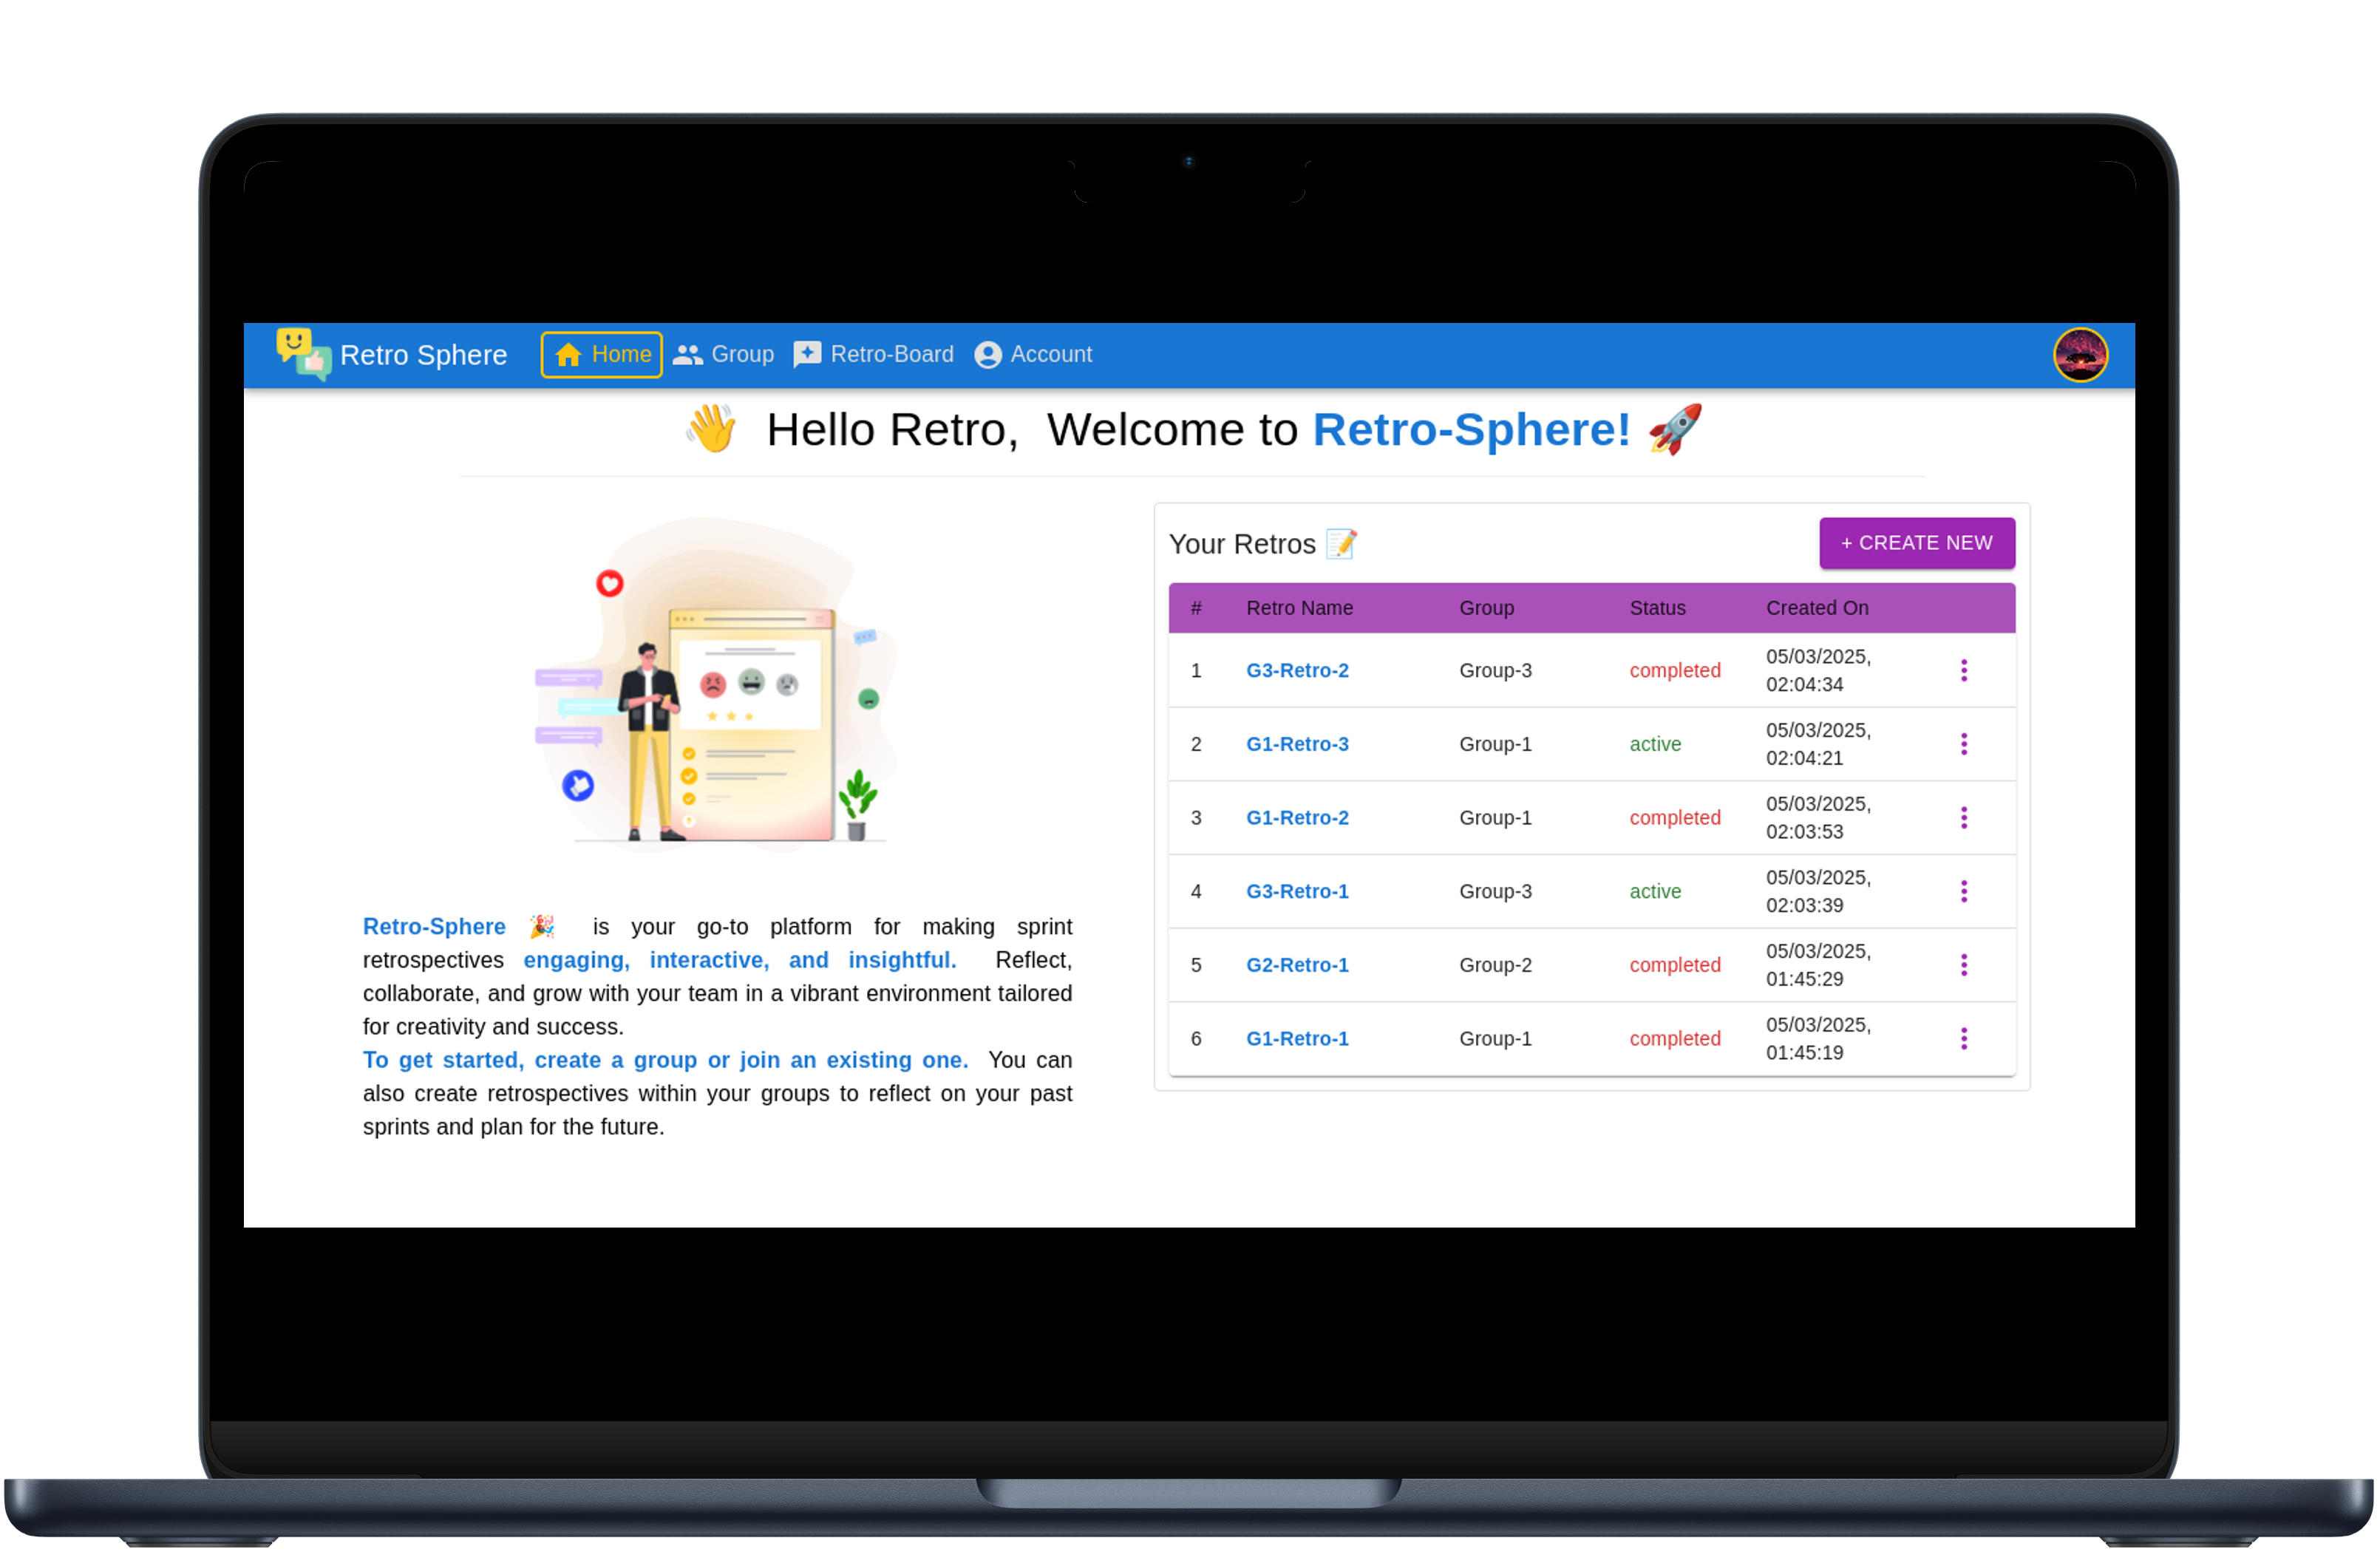 Retro Sphere
Home
Group
Retro-Board
Account
👋 Hello Retro, Welcome to Retro-Sphere! 🚀
Retro-Sphere 🎉 is your go-to platform for making sprint
retrospectives engaging, interactive, and insightful. Reflect,
collaborate, and grow with your team in a vibrant environment tailored
for creativity and success.
To get started, create a group or join an existing one. You can
also create retrospectives within your groups to reflect on your past
sprints and plan for the future.
Your Retros 📝
+ CREATE NEW
# Retro Name Group Status Created On
1 G3-Retro-2 Group-3 completed 05/03/2025,
02:04:34
2 G1-Retro-3 Group-1 active 05/03/2025,
02:04:21
3 G1-Retro-2 Group-1 completed 05/03/2025,
02:03:53
4 G3-Retro-1 Group-3 active 05/03/2025,
02:03:39
5 G2-Retro-1 Group-2 completed 05/03/2025,
01:45:29
6 G1-Retro-1 Group-1 completed 05/03/2025,
01:45:19